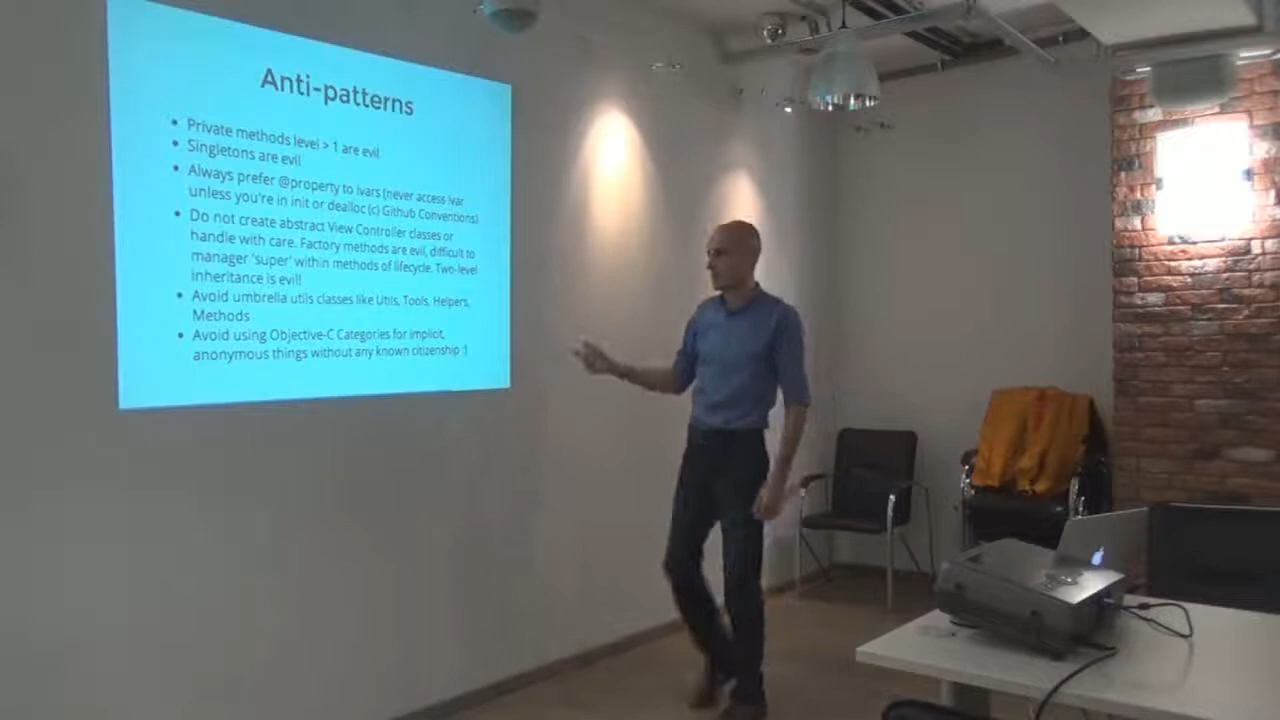 Anti-patterns
• Private methods level > 1 are evil
• Singletons are evil
• Always prefer @property to ivars (never access ivar
unless you're in init or dealloc (c) Github Conventions)
• Do not create abstract View Controller classes or
handle with care. Factory methods are evil, difficult to
manager 'super' within methods of lifecycle. Two-level
inheritance is evil!
• Avoid umbrella utils classes like Utils, Tools, Helpers,
Methods
• Avoid using Objective-C Categories for implicit,
anonymous things without any known citizenship :)